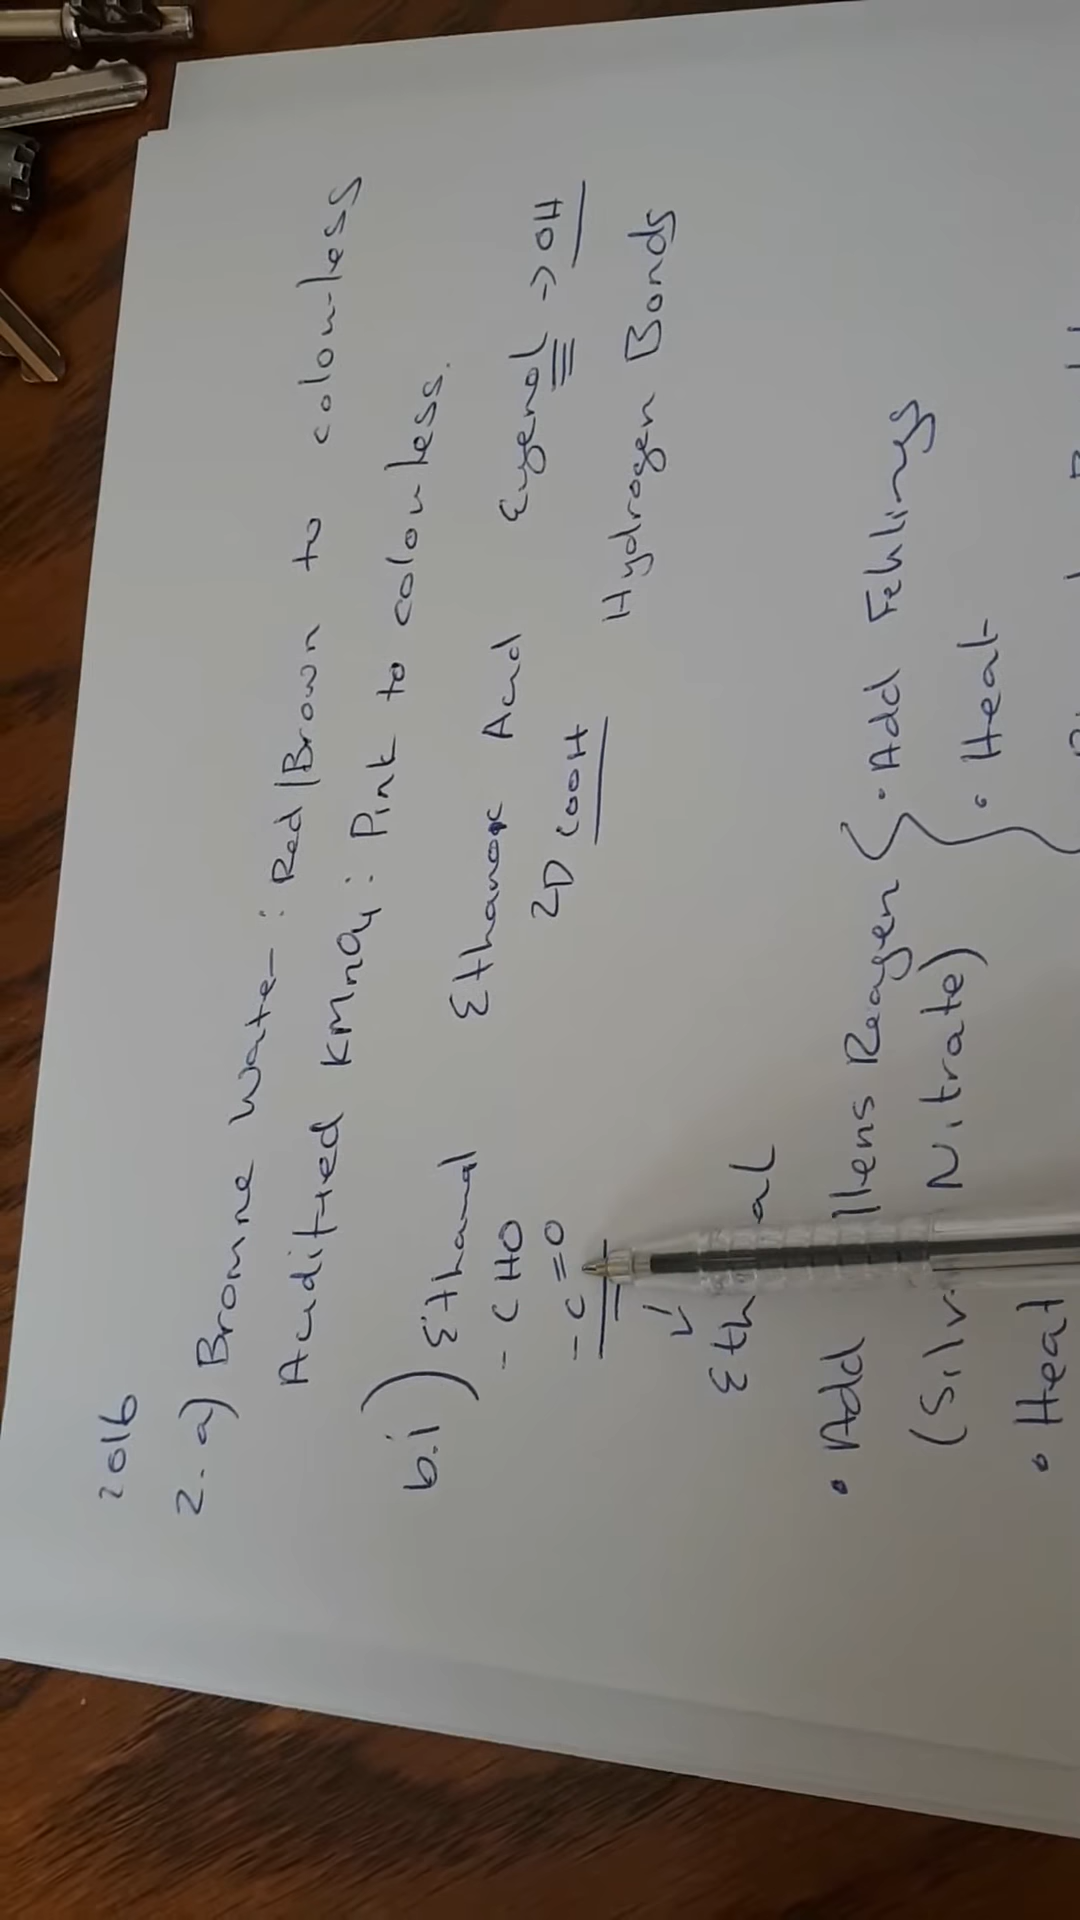 2016
2. a) Bromine Water: Red/Brown to colourless
Acidified KMnO4: Pink to colourless.
b.i) Ethanal Ethanoic Acid Eugenol → OH
- CHO 2D COOH Hydrogen Bonds
- C=O
Eth al
• Add llens Reagen • Add Fehlings
(Silv Nitrate) • Heat
• Heat